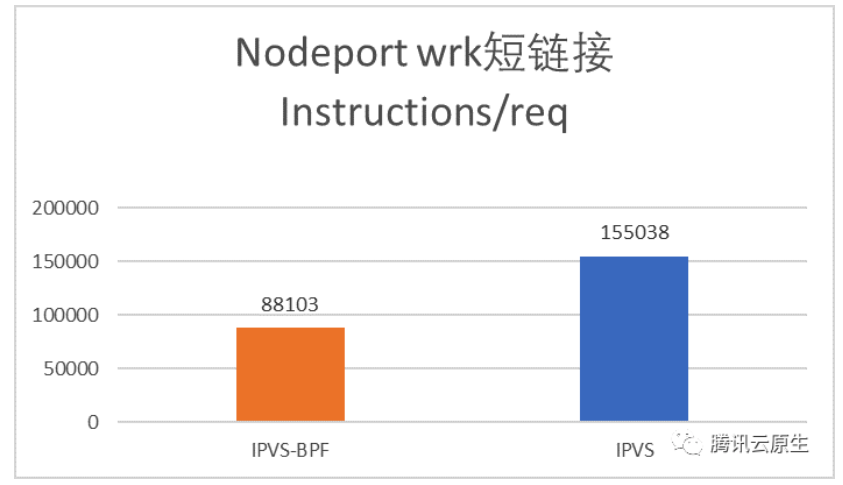 Nodeport wrk短链接
Instructions/req
200000
150000
100000
50000
0
88103
155038
IPVS-BPF
IPVS
腾讯云原生